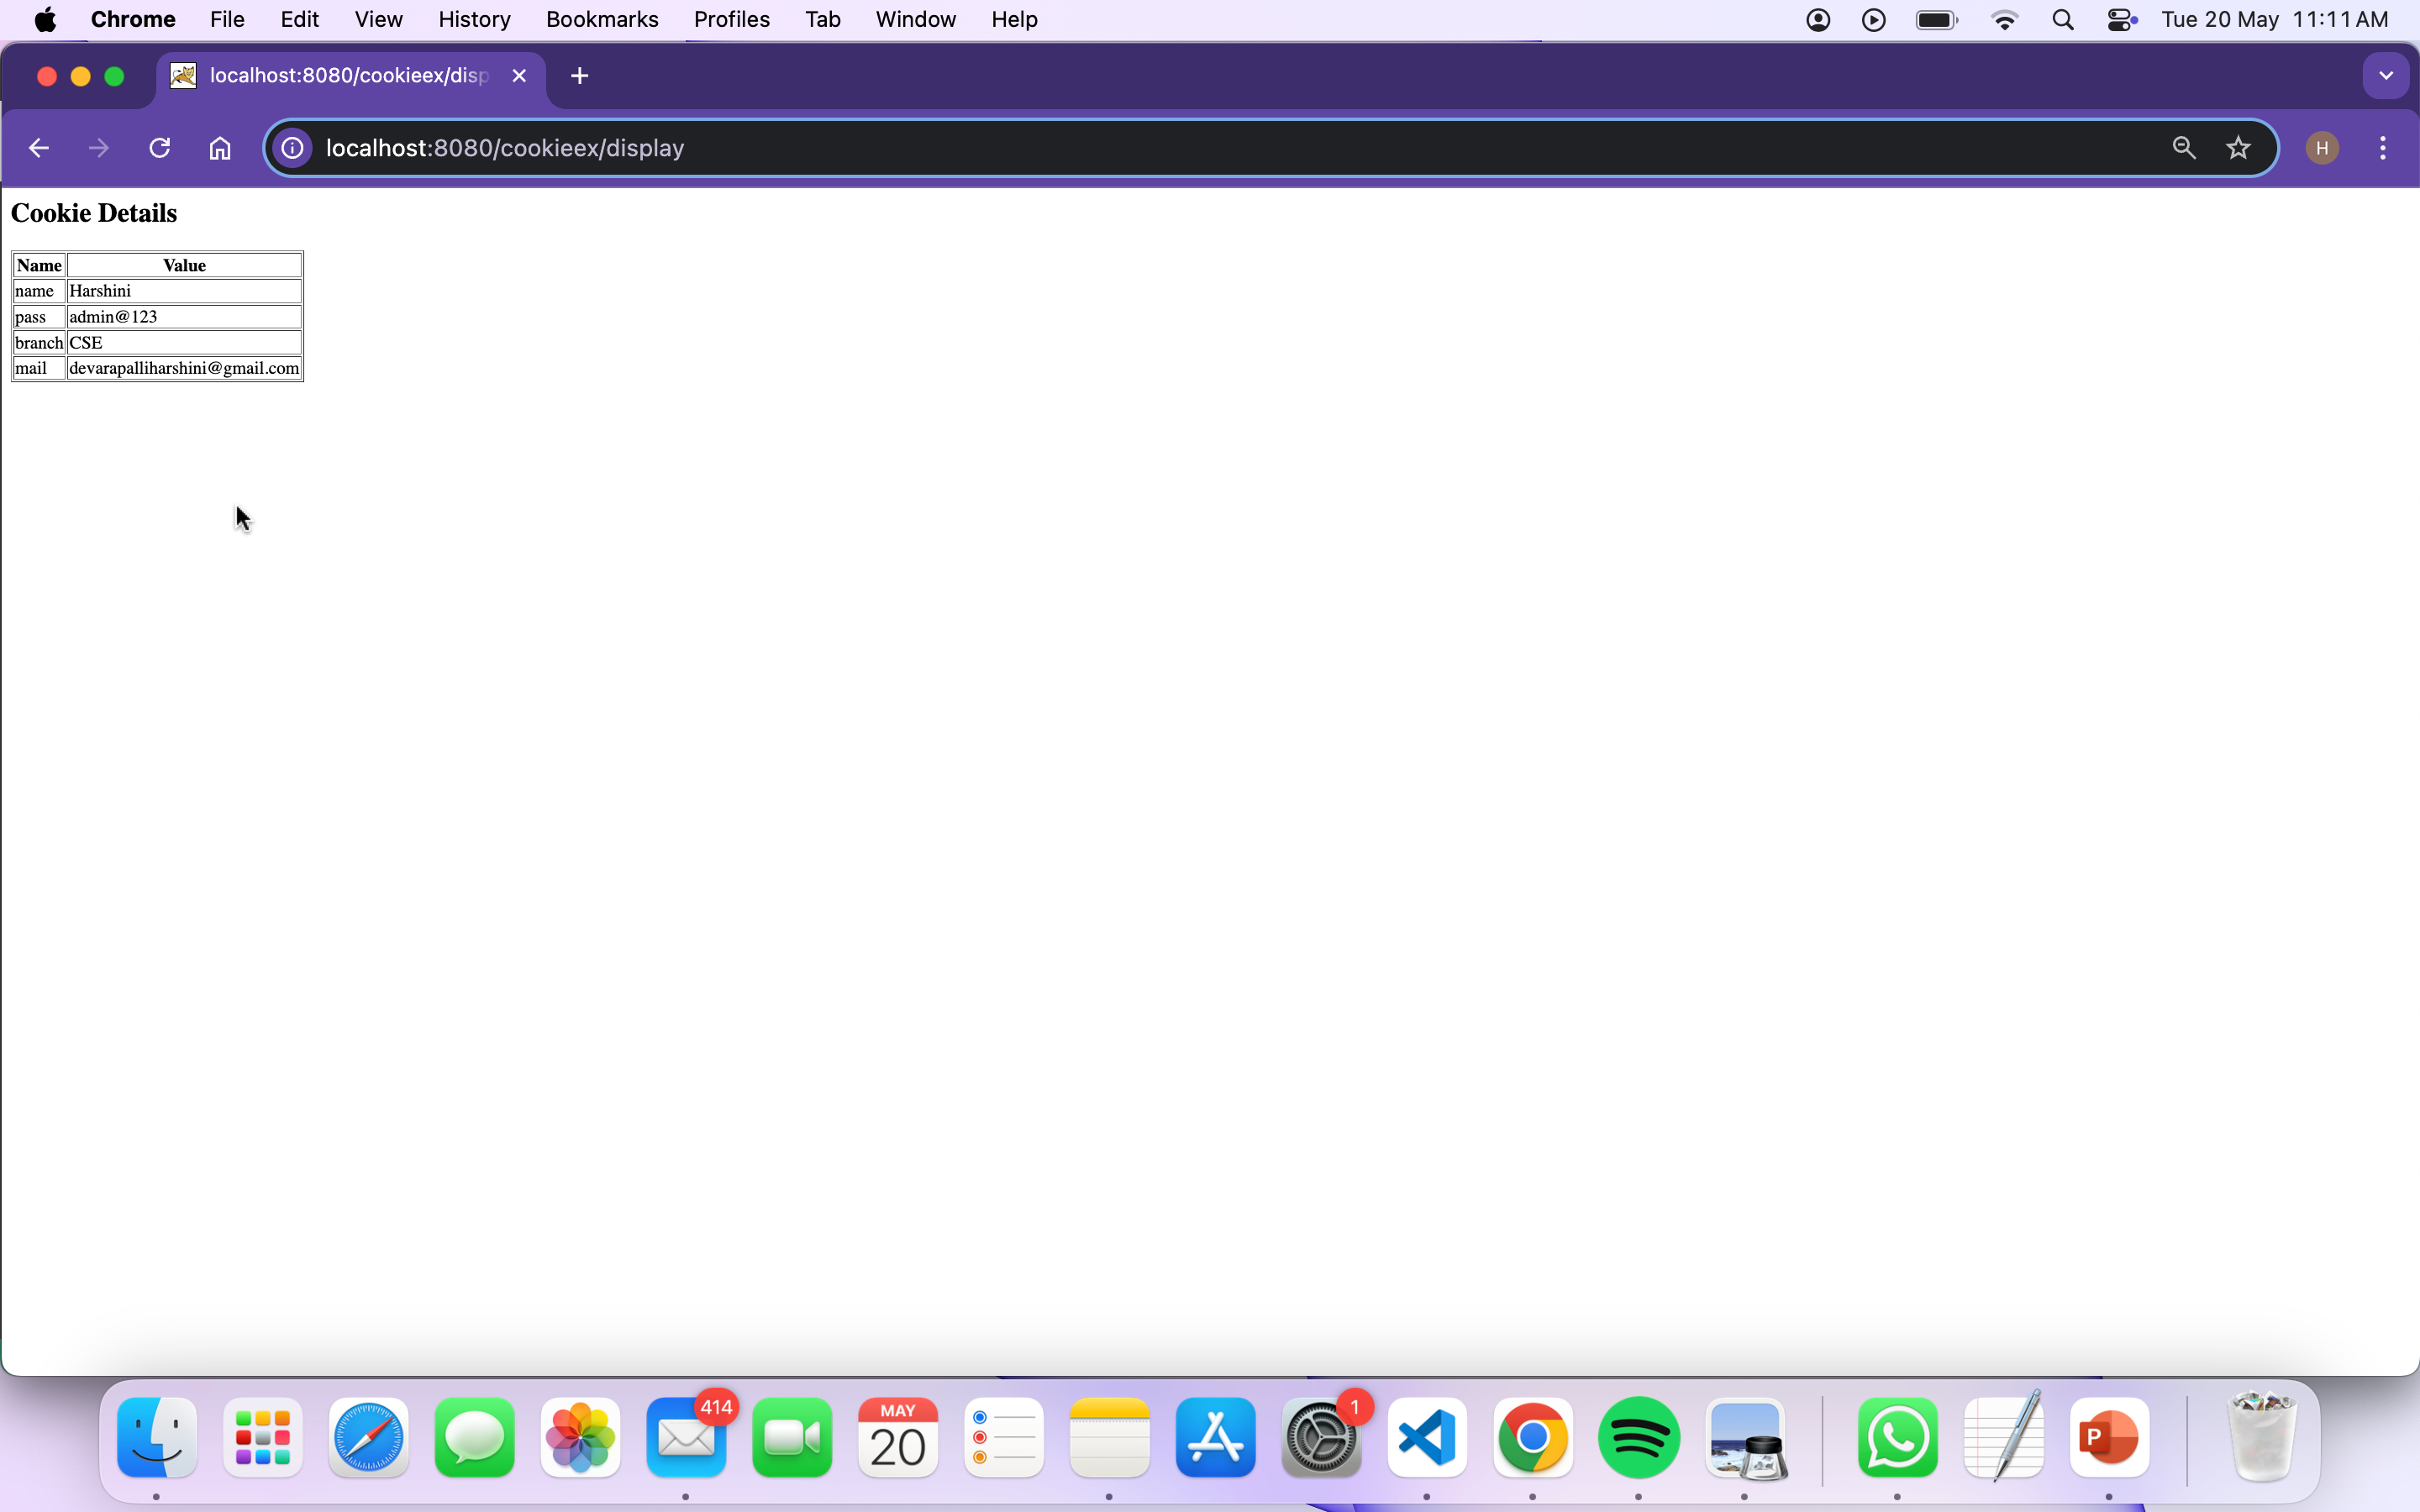 Chrome File Edit View History Bookmarks Profiles Tab Window Help Tue 20 May 11:11 AM
localhost:8080/cookieex/disp
localhost:8080/cookieex/display
H
Cookie Details
Name Value
name Harshini
pass admin@123
branch CSE
mail devarapalliharshini@gmail.com
414
MAY
20
1
P